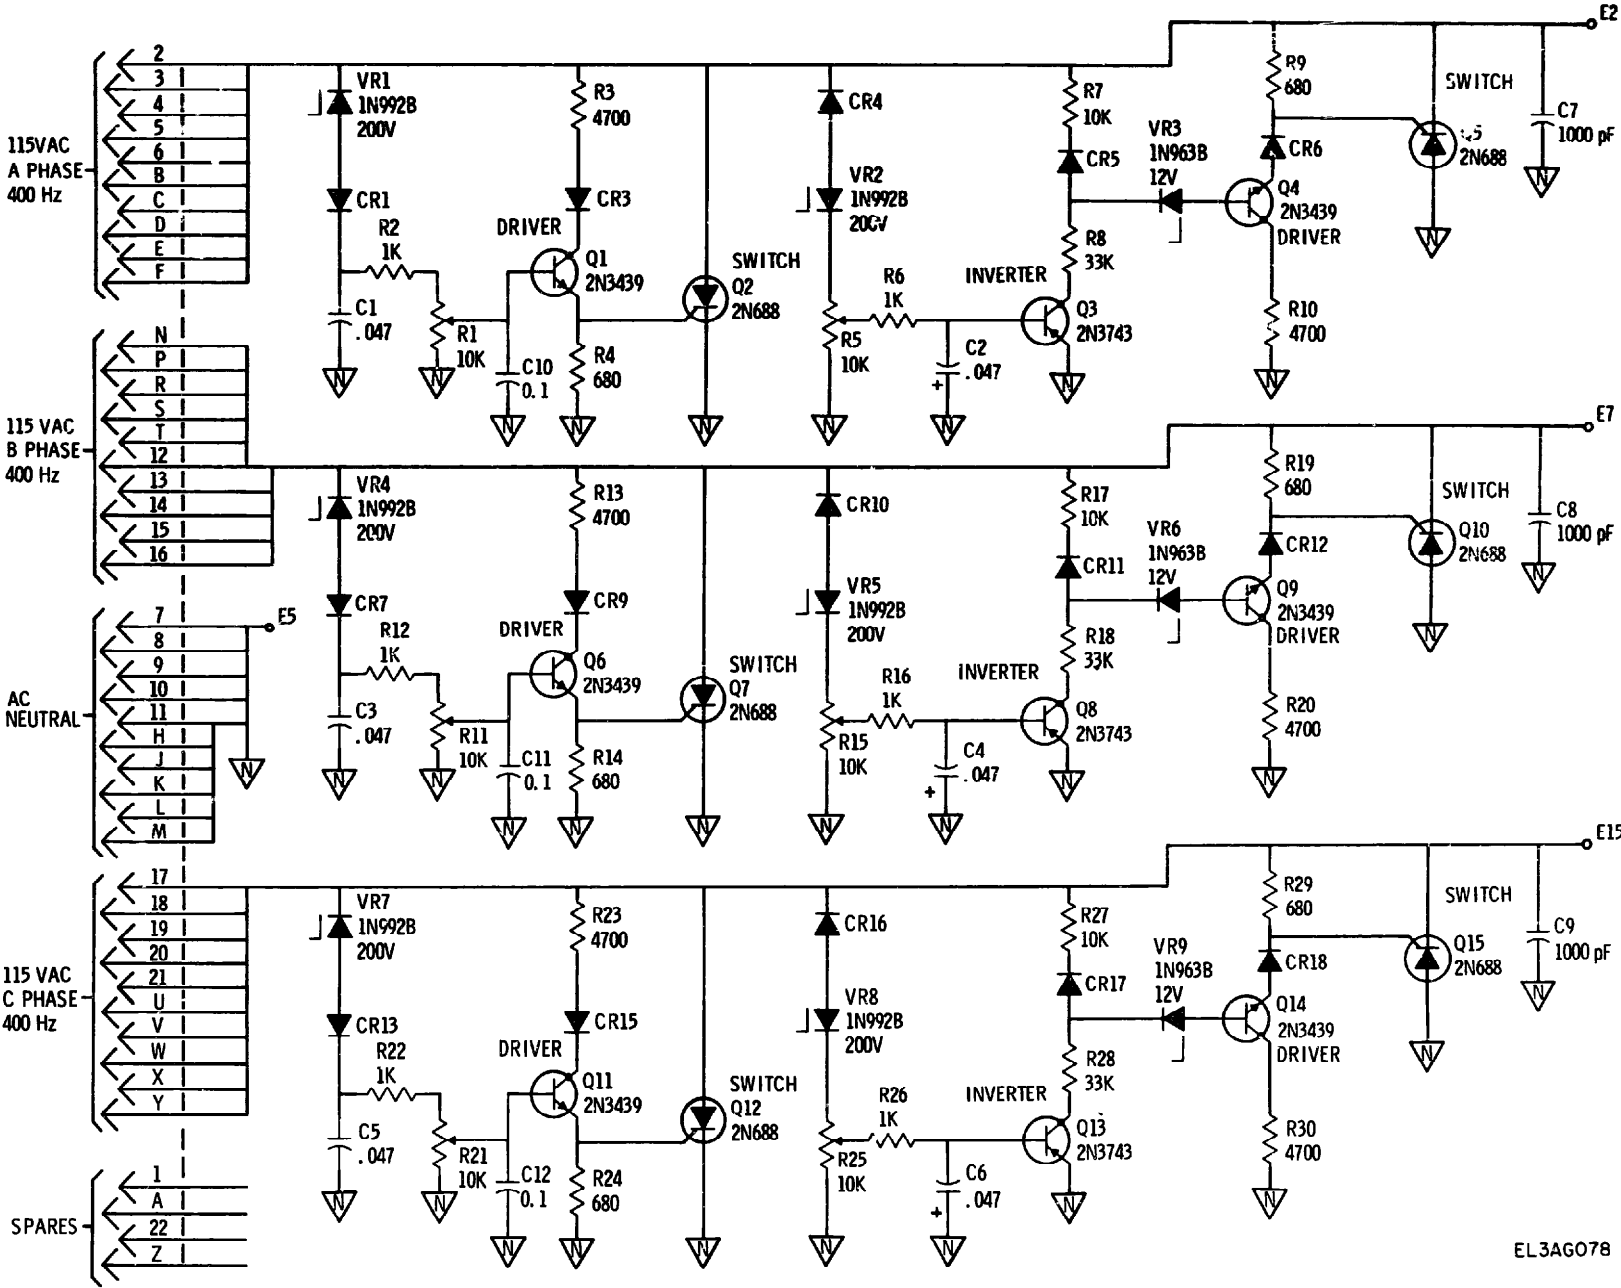 E2
2
3
4
5
6
B
C
D
E
F
115VAC
A PHASE
400 Hz
VR1
1N992B
200V
CR1
R2
1K
C1
.047
R1
10K
R3
4700
CR3
DRIVER
Q1
2N3439
C10
0.1
R4
680
SWITCH
Q2
2N688
CR4
VR2
1N992B
200V
R5
10K
R6
1K
C2
.047
+
INVERTER
Q3
2N3743
R7
10K
CR5
R8
33K
VR3
1N963B
12V
R9
680
CR6
Q4
2N3439
DRIVER
R10
4700
SWITCH
Q5
2N688
C7
1000 pF
N
N
N
N
N
N
N
N
N
N
E7
N
P
R
S
T
12
13
14
15
16
115 VAC
B PHASE
400 Hz
VR4
1N992B
200V
CR7
R12
1K
C3
.047
R11
10K
R13
4700
CR9
DRIVER
Q6
2N3439
C11
0.1
R14
680
SWITCH
Q7
2N688
CR10
VR5
1N992B
200V
R15
10K
R16
1K
C4
.047
+
INVERTER
Q8
2N3743
R17
10K
CR11
R18
33K
VR6
1N963B
12V
R19
680
CR12
Q9
2N3439
DRIVER
R20
4700
SWITCH
Q10
2N688
C8
1000 pF
N
N
N
N
N
N
N
N
N
N
N
AC
NEUTRAL
7
8
9
10
11
H
J
K
L
M
E5
N
E15
17
18
19
20
21
U
V
W
X
Y
115 VAC
C PHASE
400 Hz
VR7
1N992B
200V
CR13
R22
1K
C5
.047
R21
10K
R23
4700
CR15
DRIVER
Q11
2N3439
C12
0.1
R24
680
SWITCH
Q12
2N688
CR16
VR8
1N992B
200V
R25
10K
R26
1K
C6
.047
+
INVERTER
Q13
2N3743
R27
10K
CR17
R28
33K
VR9
1N963B
12V
R29
680
CR18
Q14
2N3439
DRIVER
R30
4700
SWITCH
Q15
2N688
C9
1000 pF
N
N
N
N
N
N
N
N
N
N
N
SPARES
1
A
22
Z
EL3AGO78